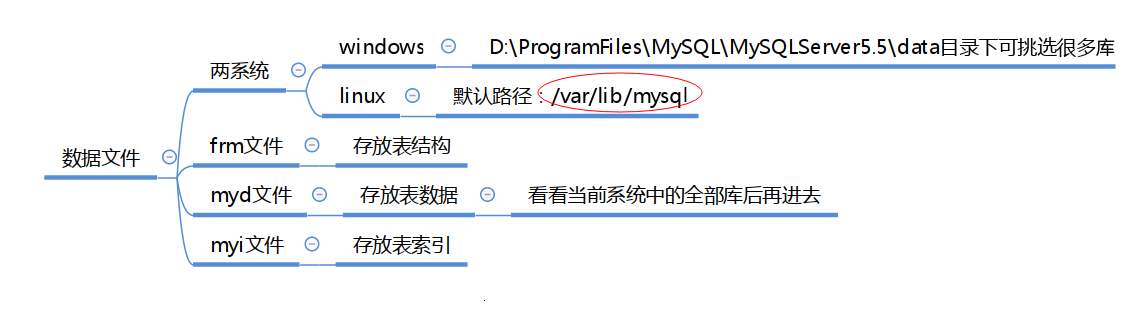 windows
D:\ProgramFiles\MySQL\MySQLServer5.5\data目录下可挑选很多库
两系统
linux
默认路径：/var/lib/mysql
数据文件
frm文件
存放表结构
myd文件
存放表数据
看看当前系统中的全部库后再进去
myi文件
存放表索引